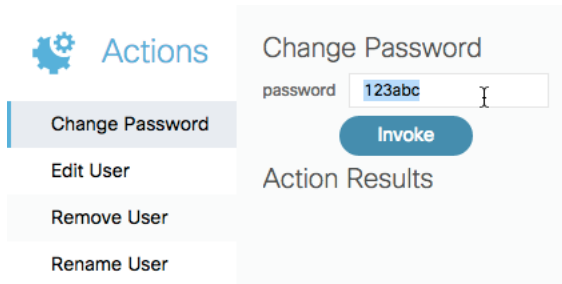 Actions
Change Password
Edit User
Remove User
Rename User
Change Password
password 123abc
Invoke
Action Results